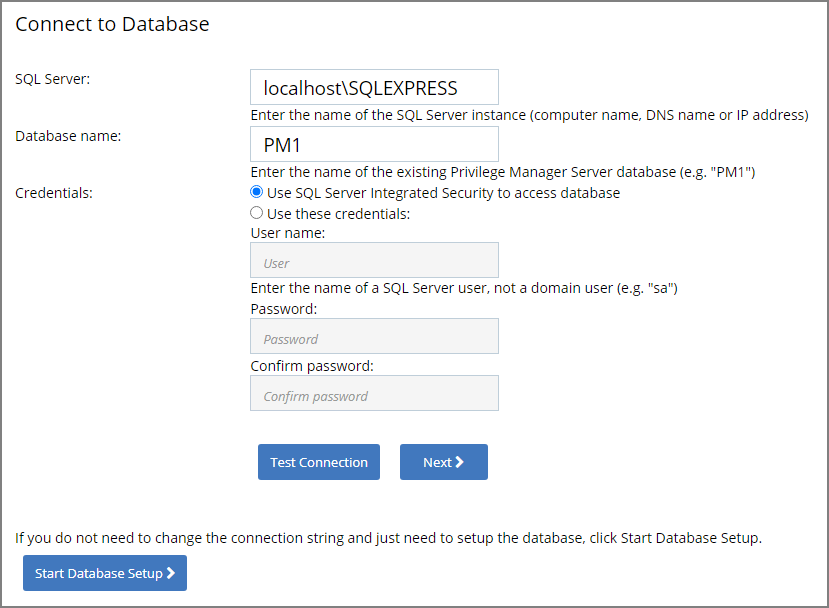 Connect to Database
SQL Server:
localhost\SQLEXPRESS
Enter the name of the SQL Server instance (computer name, DNS name or IP address)
Database name:
PM1
Enter the name of the existing Privilege Manager Server database (e.g. "PM1")
Credentials:
Use SQL Server Integrated Security to access database
Use these credentials:
User name:
User
Enter the name of a SQL Server user, not a domain user (e.g. "sa")
Password:
Password
Confirm password:
Confirm password
Test Connection
Next
If you do not need to change the connection string and just need to setup the database, click Start Database Setup.
Start Database Setup